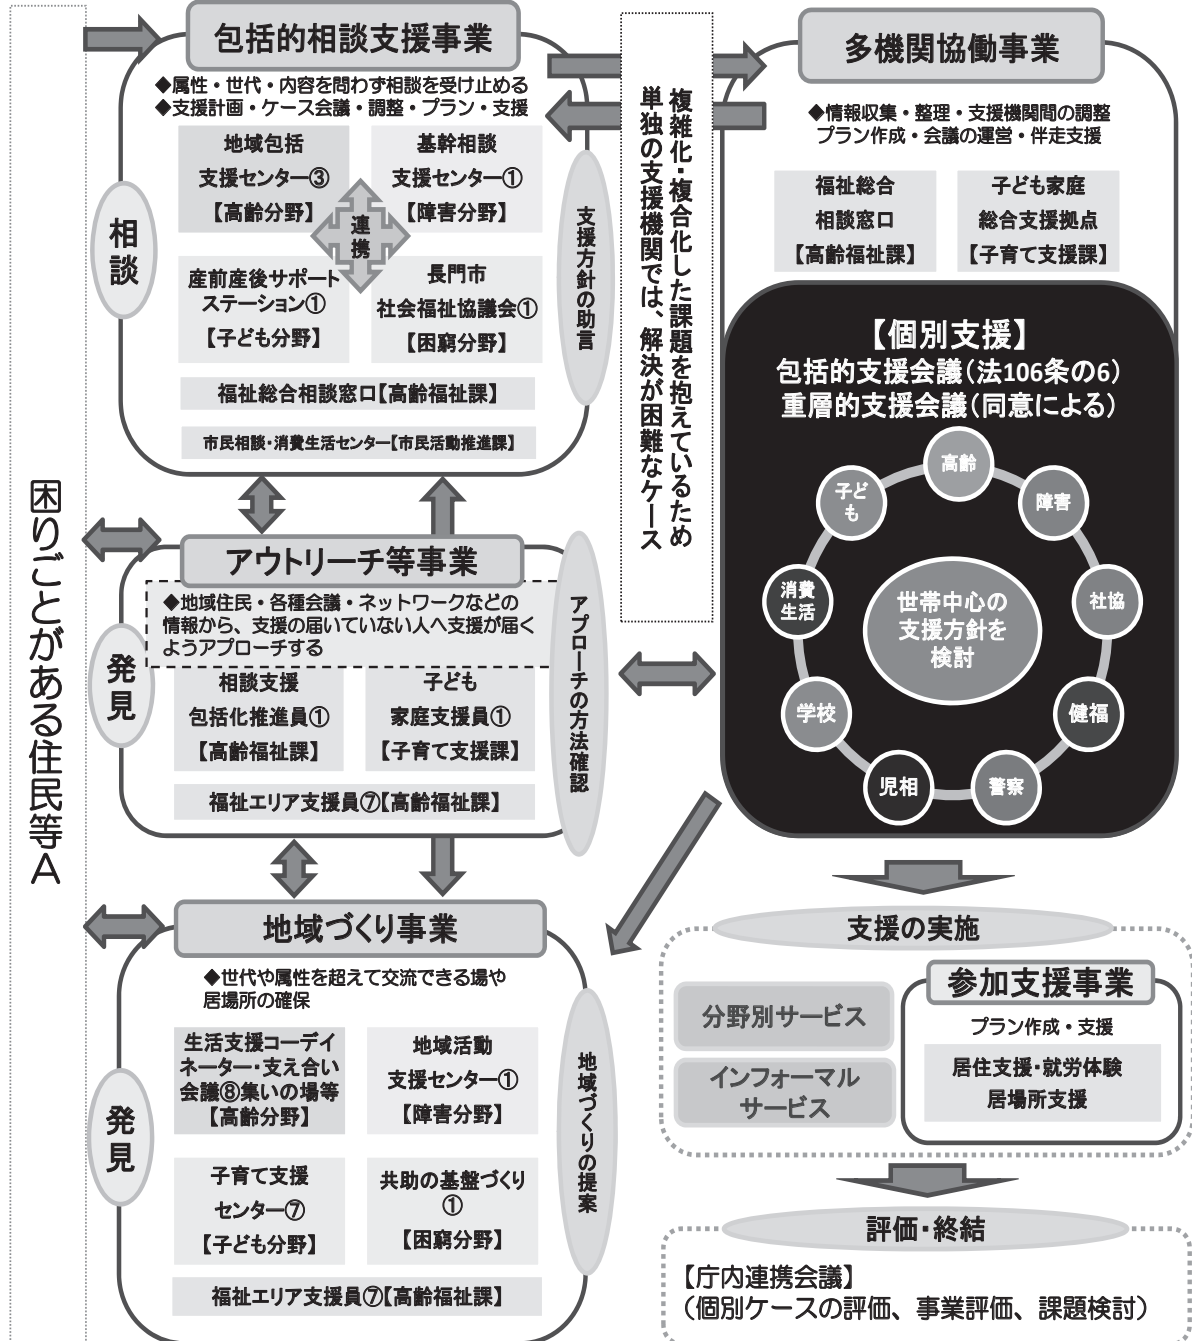 困りごとがある住民等A
包括的相談支援事業
◆属性・世代・内容を問わず相談を受け止める
◆支援計画・ケース会議・調整・プラン・支援
相談
地域包括
支援センター③
【高齢分野】
基幹相談
支援センター①
【障害分野】
連携
産前産後サポート
ステーション①
【子ども分野】
長門市
社会福祉協議会①
【困窮分野】
福祉総合相談窓口【高齢福祉課】
市民相談・消費生活センター【市民活動推進課】
支援方針の助言
複雑化・複合化した課題を抱えているため
単独の支援機関では、解決が困難なケース
多機関協働事業
◆情報収集・整理・支援機関間の調整
プラン作成・会議の運営・伴走支援
福祉総合
相談窓口
【高齢福祉課】
子ども家庭
総合支援拠点
【子育て支援課】
【個別支援】
包括的支援会議（法106条の6）
重層的支援会議（同意による）
高齢
障害
社協
健福
警察
児相
学校
消費
生活
子ど
も
世帯中心の
支援方針を
検討
アウトリーチ等事業
◆地域住民・各種会議・ネットワークなどの
情報から、支援の届いていない人へ支援が届く
ようアプローチする
発見
相談支援
包括化推進員①
【高齢福祉課】
子ども
家庭支援員①
【子育て支援課】
福祉エリア支援員⑦【高齢福祉課】
アプローチの方法確認
地域づくり事業
◆世代や属性を超えて交流できる場や
居場所の確保
発見
生活支援コーディ
ネーター・支え合い
会議⑧集いの場等
【高齢分野】
地域活動
支援センター①
【障害分野】
子育て支援
センター⑦
【子ども分野】
共助の基盤づくり
①
【困窮分野】
福祉エリア支援員⑦【高齢福祉課】
地域づくりの提案
支援の実施
分野別サービス
インフォーマル
サービス
参加支援事業
プラン作成・支援
居住支援・就労体験
居場所支援
評価・終結
【庁内連携会議】
（個別ケースの評価、事業評価、課題検討）